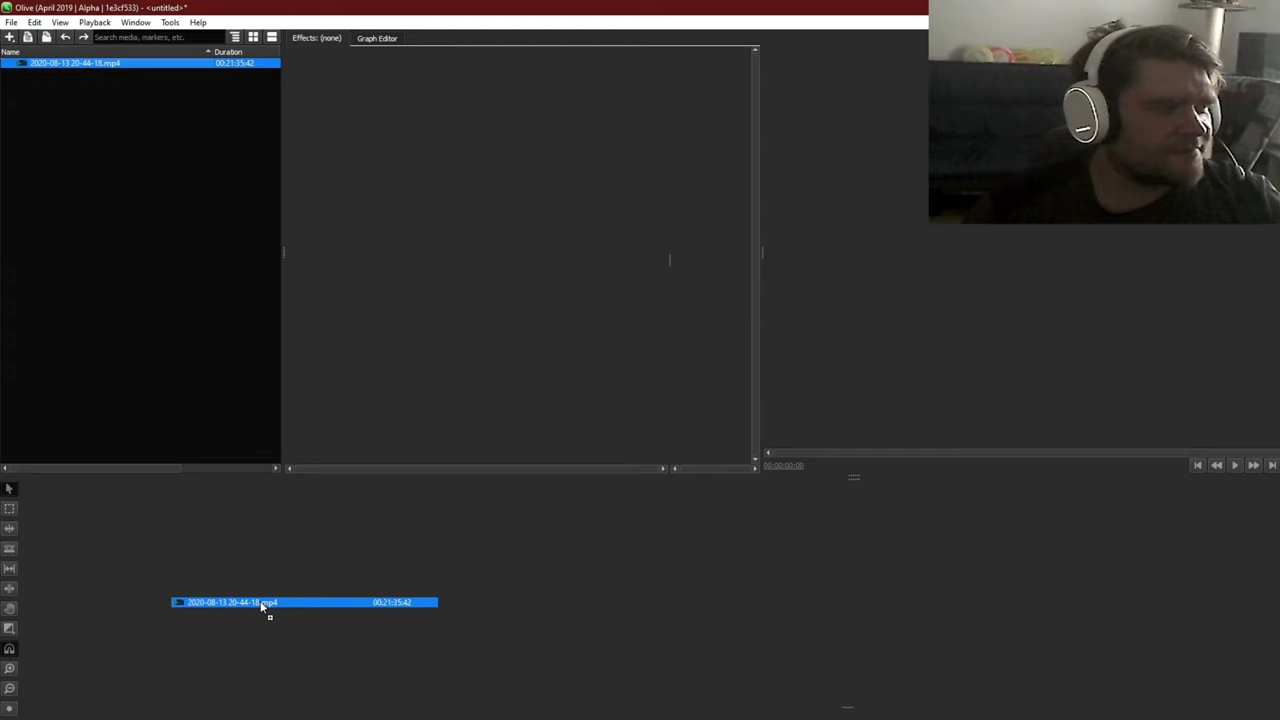 Olive (April 2019 | Alpha | 1e3cf533) - <untitled>*
File Edit View Playback Window Tools Help
Search media, markers, etc.
Effects: (none) Graph Editor
Name Duration
2020-08-13 20-44-18.mp4 00:21:35:42
00:00:00:00
2020-08-13 20-44-18.mp4 00:21:35:42